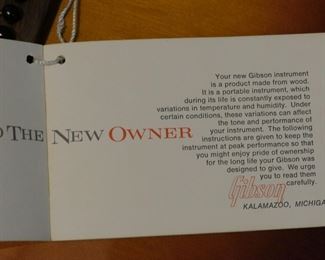 THE NEW OWNER
Your new Gibson instrument
is a product made from wood.
It is a portable instrument, which
during its life is constantly exposed to
variations in temperature and humidity. Under
certain conditions, these variations can affect
the tone and performance of
your instrument. The following
instructions are given to keep the
instrument at peak performance so that
you might enjoy pride of ownership
for the long life your Gibson was
designed to give. We urge
you to read them
carefully.
Gibson
KALAMAZOO, MICHIGA